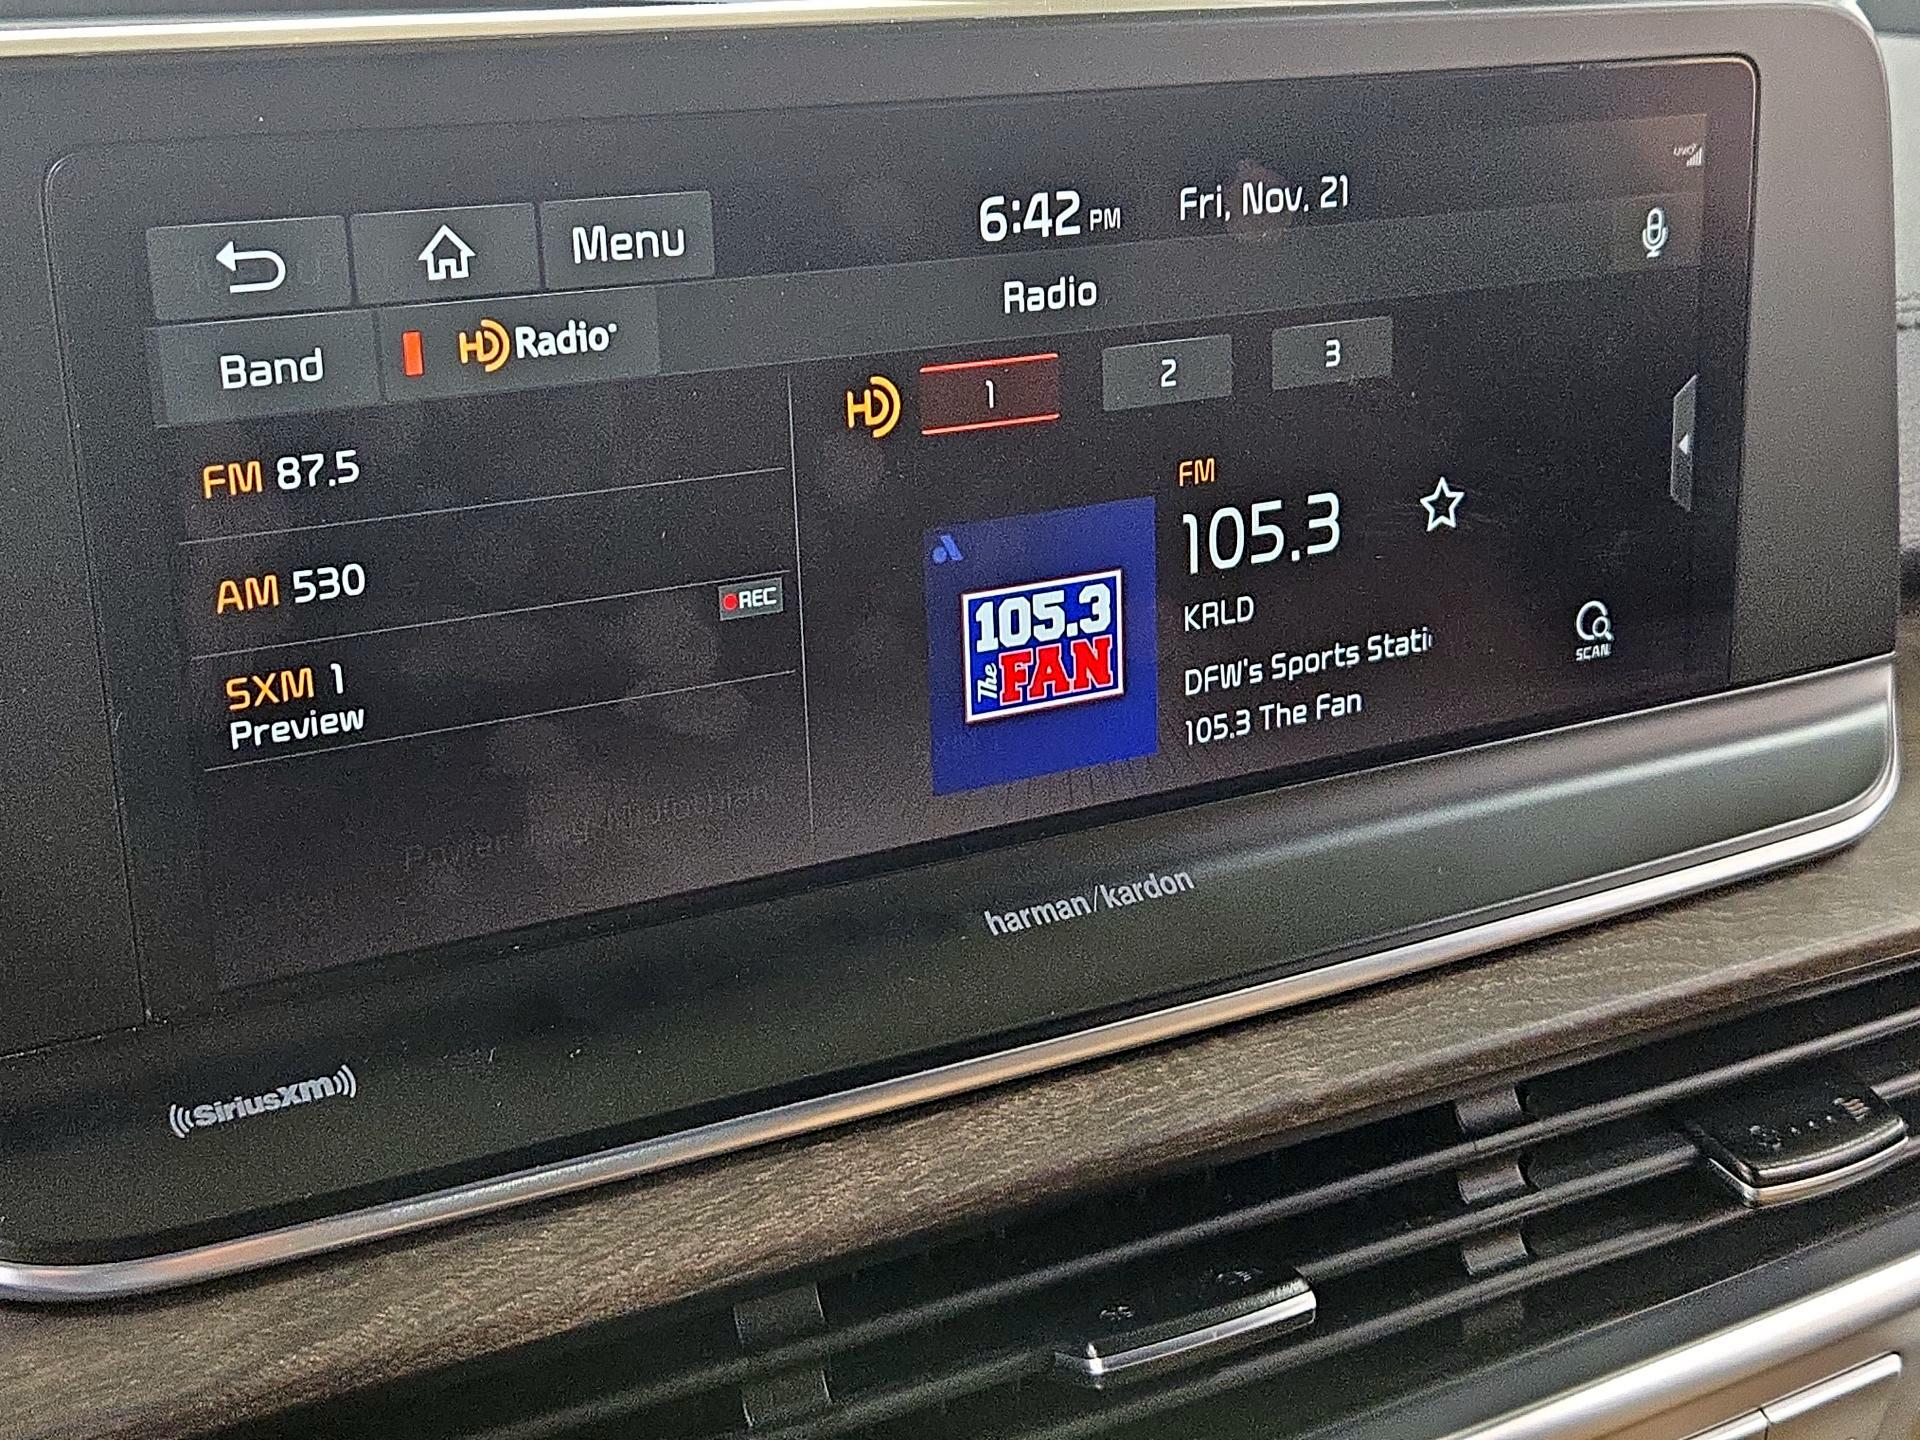 uvo
Menu
6:42 PM
Fri, Nov. 21
Band
HD Radio
Radio
HD 1 2 3
FM 87.5
AM 530
REC
SXM 1
Preview
FM
105.3
KRLD
DFW's Sports Stati
105.3 The Fan
105.3
The FAN
SCAN
harman/kardon
SiriusXM